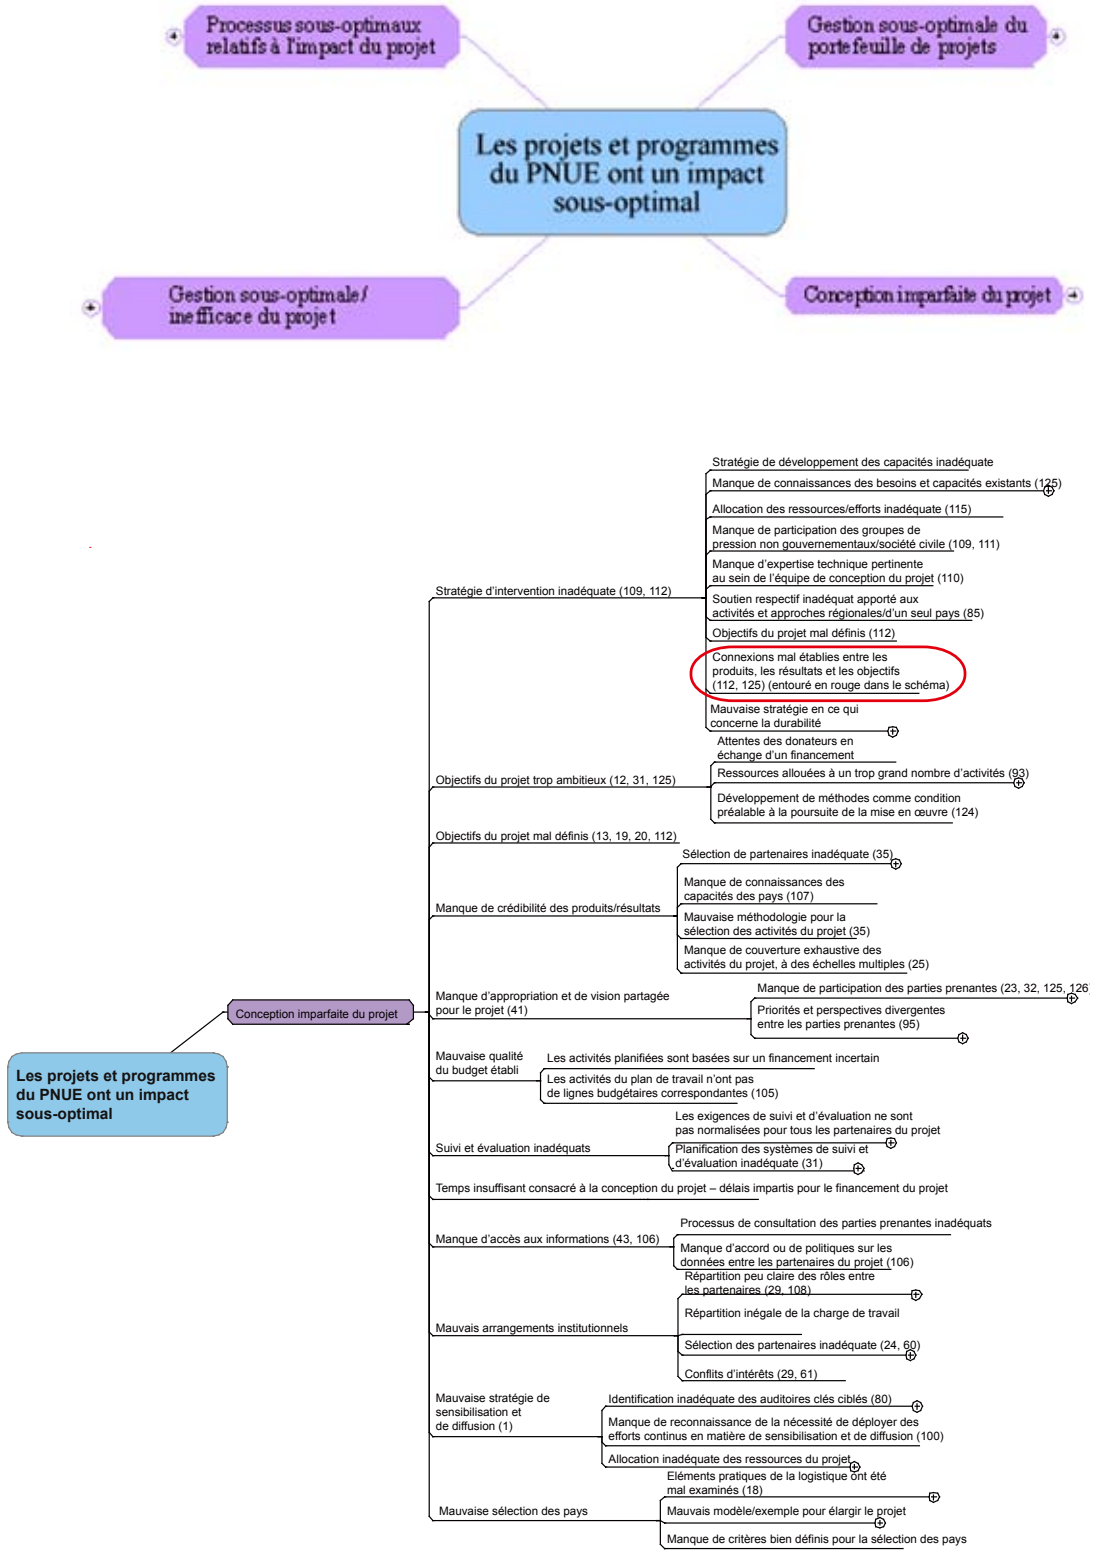 Processus sous-optimaux
relatifs à l'impact du projet
Gestion sous-optimale du
portefeuille de projets
Les projets et programmes
du PNUE ont un impact
sous-optimal
Gestion sous-optimale/
inefficace du projet
Conception imparfaite du projet
Stratégie de développement des capacités inadéquate
Manque de connaissances des besoins et capacités existants (125)
Allocation des ressources/efforts inadéquate (115)
Manque de participation des groupes de
pression non gouvernementaux/société civile (109, 111)
Manque d'expertise technique pertinente
au sein de l'équipe de conception du projet (110)
Stratégie d'intervention inadéquate (109, 112)
Soutien respectif inadéquat apporté aux
activités et approches régionales/d'un seul pays (85)
Objectifs du projet mal définis (112)
Connexions mal établies entre les
produits, les résultats et les objectifs
(112, 125) (entouré en rouge dans le schéma)
Mauvaise stratégie en ce qui
concerne la durabilité
Attentes des donateurs en
échange d'un financement
Objectifs du projet trop ambitieux (12, 31, 125)
Ressources allouées à un trop grand nombre d'activités (93)
Développement de méthodes comme condition
préalable à la poursuite de la mise en œuvre (124)
Objectifs du projet mal définis (13, 19, 20, 112)
Sélection de partenaires inadéquate (35)
Manque de connaissances des
capacités des pays (107)
Manque de crédibilité des produits/résultats
Mauvaise méthodologie pour la
sélection des activités du projet (35)
Manque de couverture exhaustive des
activités du projet, à des échelles multiples (25)
Manque d'appropriation et de vision partagée
pour le projet (41)
Manque de participation des parties prenantes (23, 32, 125, 126)
Priorités et perspectives divergentes
entre les parties prenantes (95)
Conception imparfaite du projet
Les projets et programmes
du PNUE ont un impact
sous-optimal
Mauvaise qualité
du budget établi
Les activités planifiées sont basées sur un financement incertain
Les activités du plan de travail n'ont pas
de lignes budgétaires correspondantes (105)
Les exigences de suivi et d'évaluation ne sont
pas normalisées pour tous les partenaires du projet
Suivi et évaluation inadéquats
Planification des systèmes de suivi et
d'évaluation inadéquate (31)
Temps insuffisant consacré à la conception du projet – délais impartis pour le financement du projet
Processus de consultation des parties prenantes inadéquats
Manque d'accès aux informations (43, 106)
Manque d'accord ou de politiques sur les
données entre les partenaires du projet (106)
Répartition peu claire des rôles entre
les partenaires (29, 108)
Répartition inégale de la charge de travail
Mauvais arrangements institutionnels
Sélection des partenaires inadéquate (24, 60)
Conflits d'intérêts (29, 61)
Mauvaise stratégie de
sensibilisation et
de diffusion (1)
Identification inadéquate des auditoires clés ciblés (80)
Manque de reconnaissance de la nécessité de déployer des
efforts continus en matière de sensibilisation et de diffusion (100)
Allocation inadéquate des ressources du projet
Eléments pratiques de la logistique ont été
mal examinés (18)
Mauvaise sélection des pays
Mauvais modèle/exemple pour élargir le projet
Manque de critères bien définis pour la sélection des pays